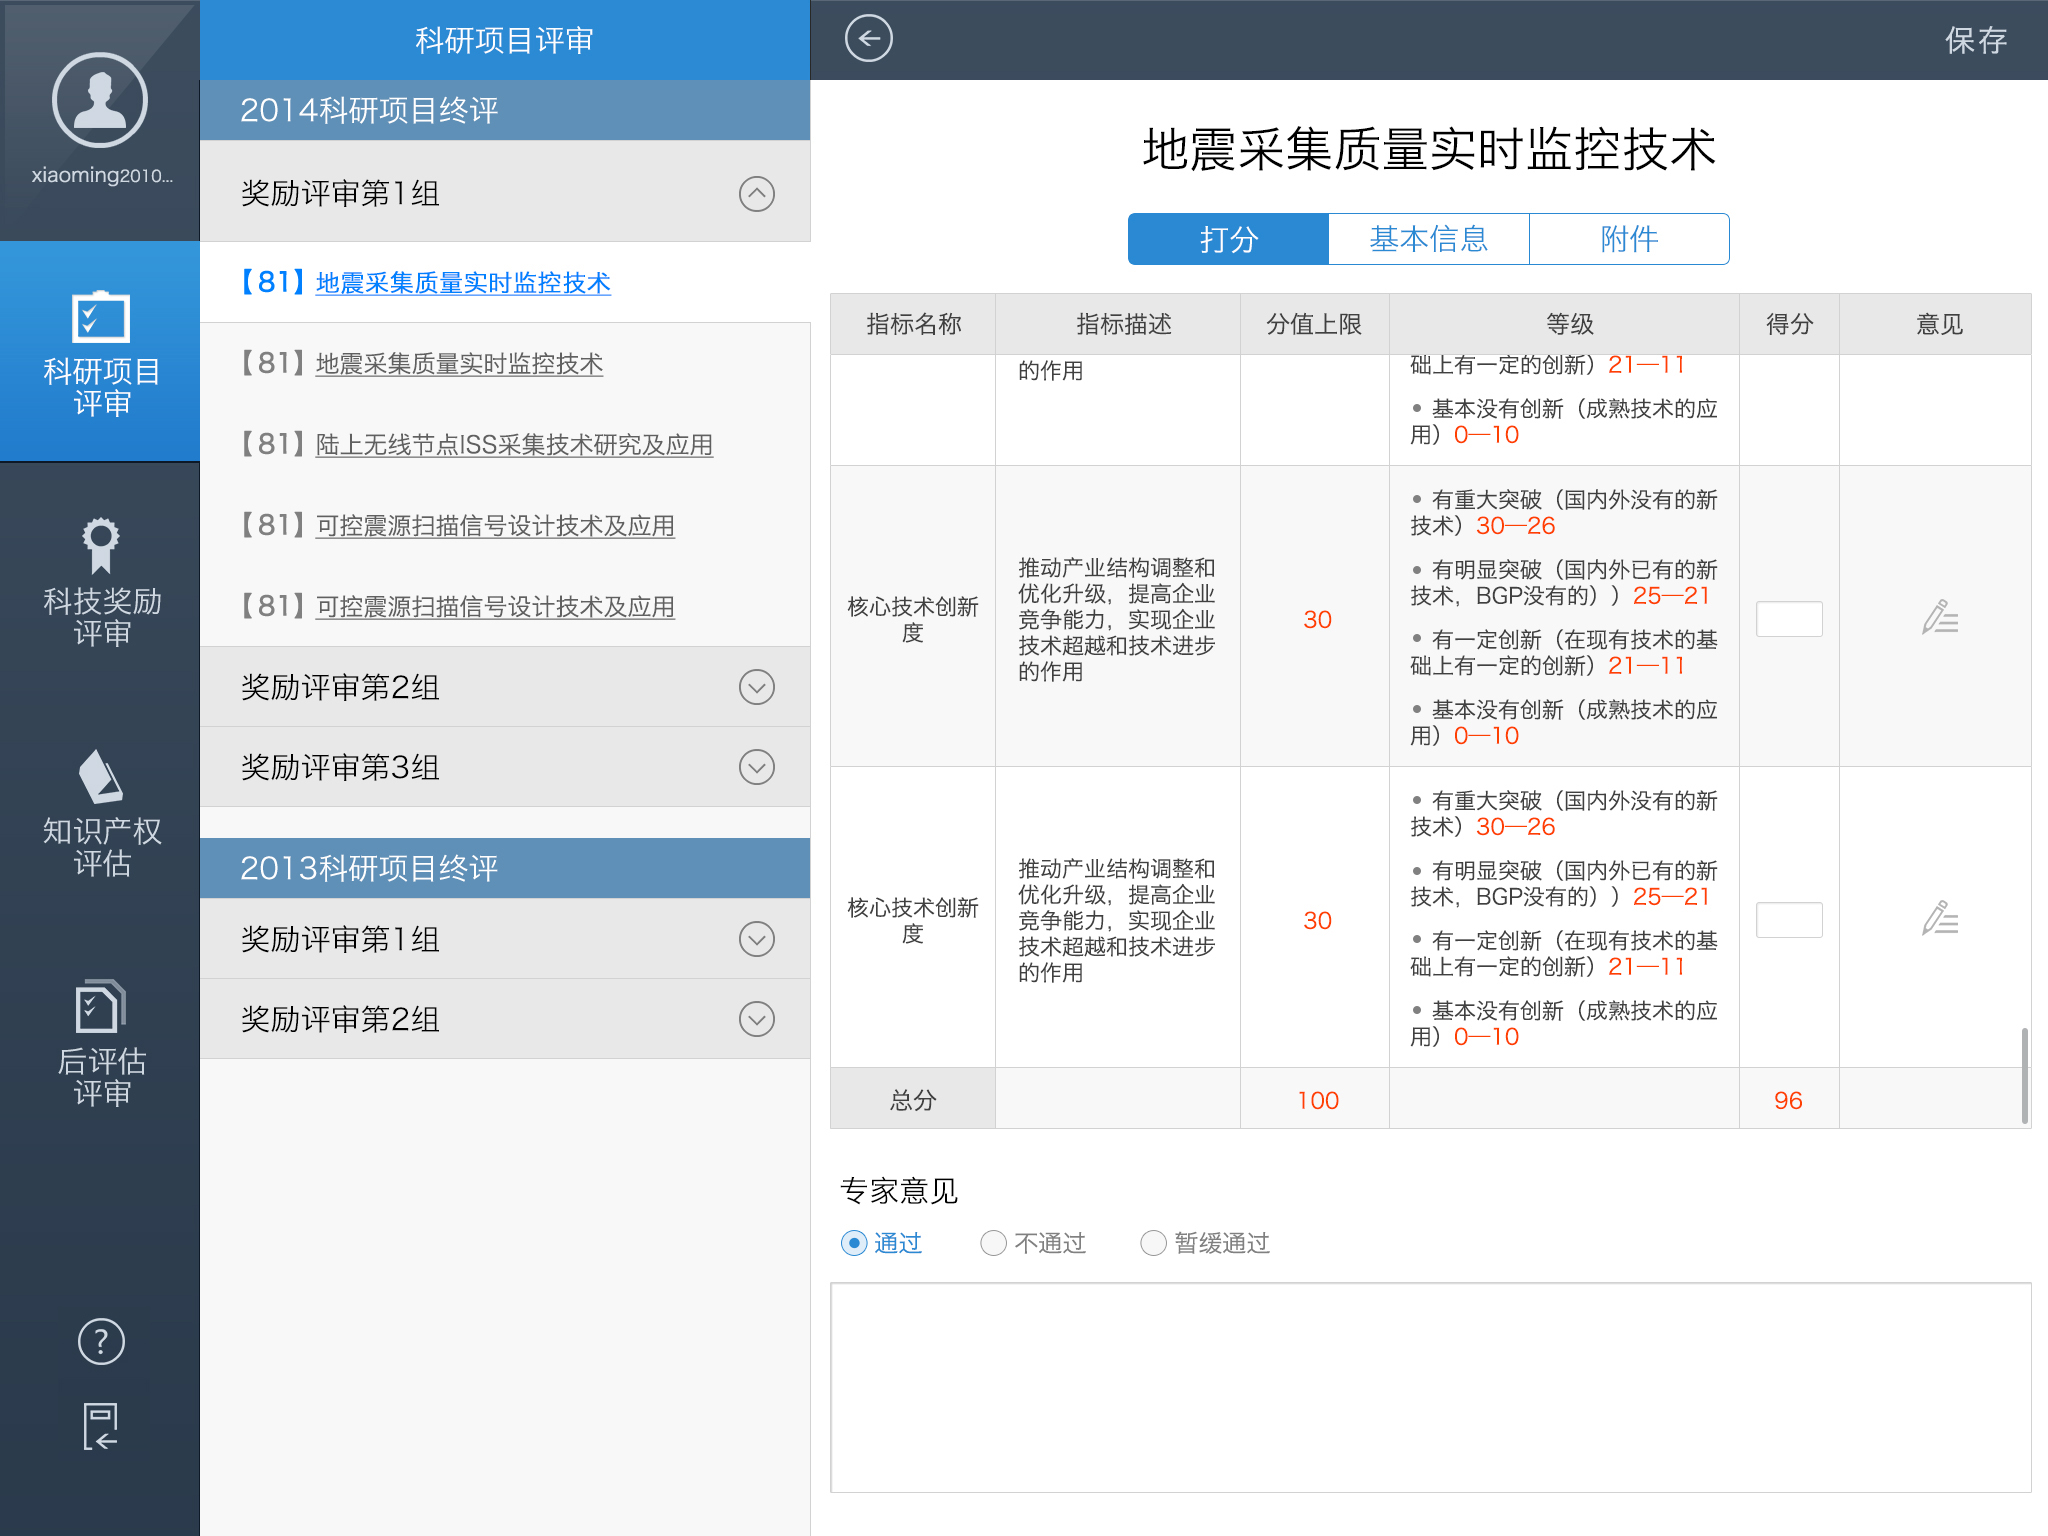 xiaoming2010...
科研项目
评审
科技奖励
评审
知识产权
评估
后评估
评审
?
科研项目评审
2014科研项目终评
奖励评审第1组
【81】地震采集质量实时监控技术
【81】地震采集质量实时监控技术
【81】陆上无线节点ISS采集技术研究及应用
【81】可控震源扫描信号设计技术及应用
【81】可控震源扫描信号设计技术及应用
奖励评审第2组
奖励评审第3组
2013科研项目终评
奖励评审第1组
奖励评审第2组
保存
地震采集质量实时监控技术
打分 基本信息 附件
指标名称 指标描述 分值上限 等级 得分 意见
的作用
础上有一定的创新）21—11
• 基本没有创新（成熟技术的应
用）0—10
核心技术创新
度
推动产业结构调整和
优化升级，提高企业
竞争能力，实现企业
技术超越和技术进步
的作用
30
• 有重大突破（国内外没有的新
技术）30—26
• 有明显突破（国内外已有的新
技术，BGP没有的））25—21
• 有一定创新（在现有技术的基
础上有一定的创新）21—11
• 基本没有创新（成熟技术的应
用）0—10
核心技术创新
度
推动产业结构调整和
优化升级，提高企业
竞争能力，实现企业
技术超越和技术进步
的作用
30
• 有重大突破（国内外没有的新
技术）30—26
• 有明显突破（国内外已有的新
技术，BGP没有的））25—21
• 有一定创新（在现有技术的基
础上有一定的创新）21—11
• 基本没有创新（成熟技术的应
用）0—10
总分 100 96
专家意见
通过 不通过 暂缓通过